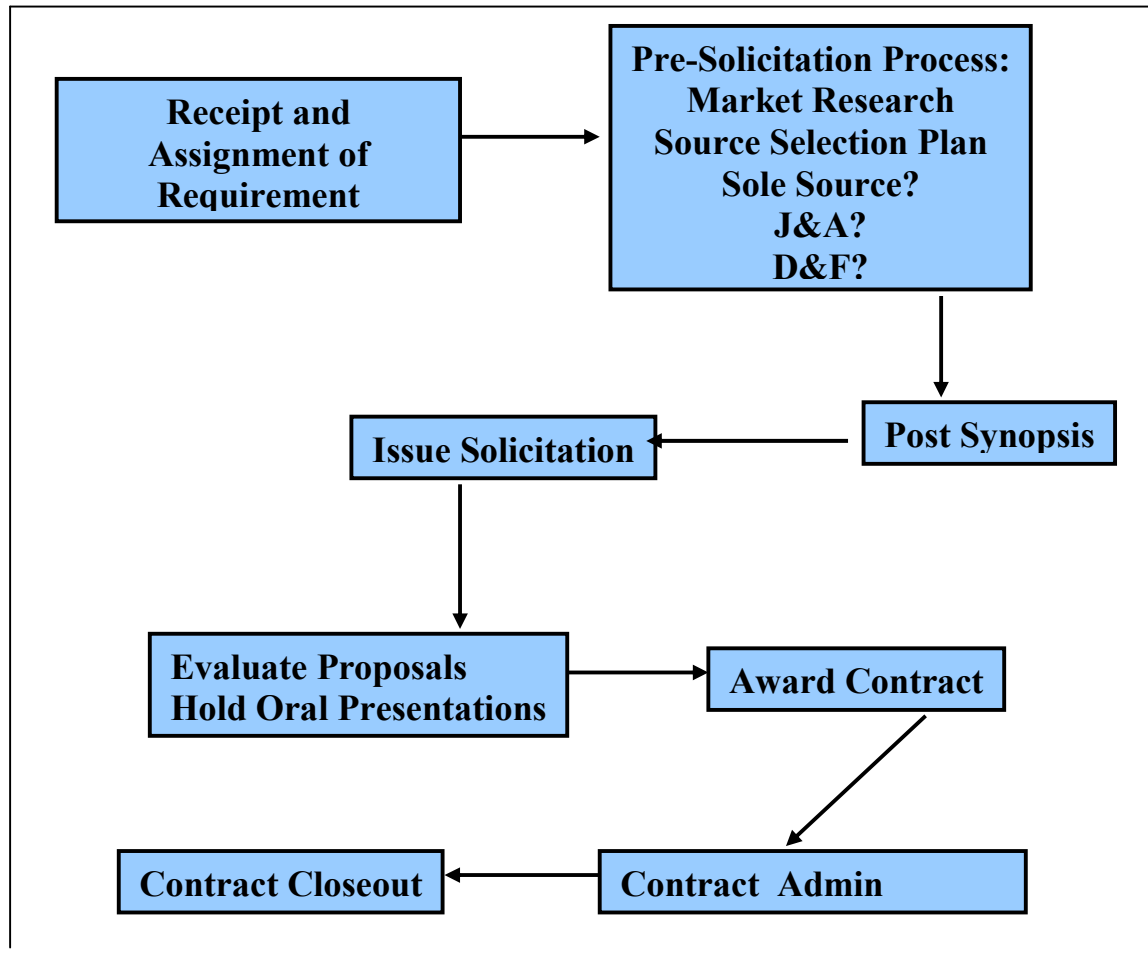 Receipt and
Assignment of
Requirement
Pre-Solicitation Process:
Market Research
Source Selection Plan
Sole Source?
J&A?
D&F?
Post Synopsis
Issue Solicitation
Evaluate Proposals
Hold Oral Presentations
Award Contract
Contract Admin
Contract Closeout